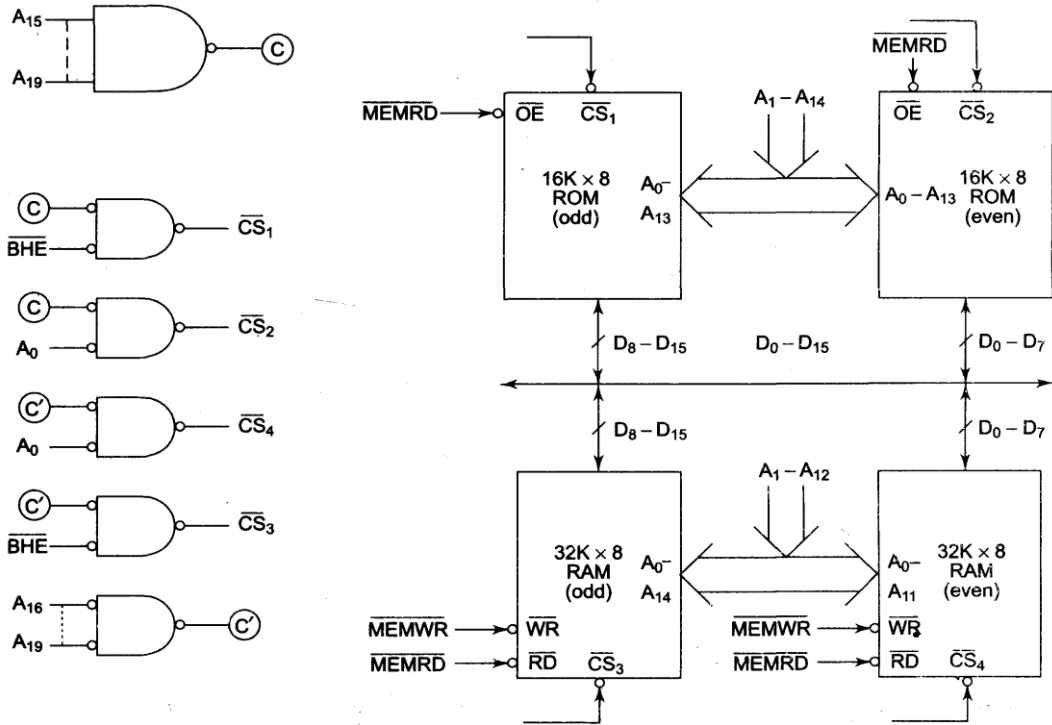 A15
A19
C
C
BHE
CS1
C
A0
CS2
C'
A0
CS4
C'
BHE
CS3
A16
A19
C'
MEMRD
OE
CS1
16K × 8
ROM
(odd)
A0–
A13
A1 – A14
MEMRD
OE
CS2
A0 – A13
16K × 8
ROM
(even)
D8 – D15
D0 – D15
D0 – D7
D8 – D15
D0 – D7
A1 – A12
32K × 8
RAM
(odd)
A0–
A14
MEMWR
WR
MEMRD
RD
CS3
A0–
A11
32K × 8
RAM
(even)
MEMWR
WR
MEMRD
RD
CS4